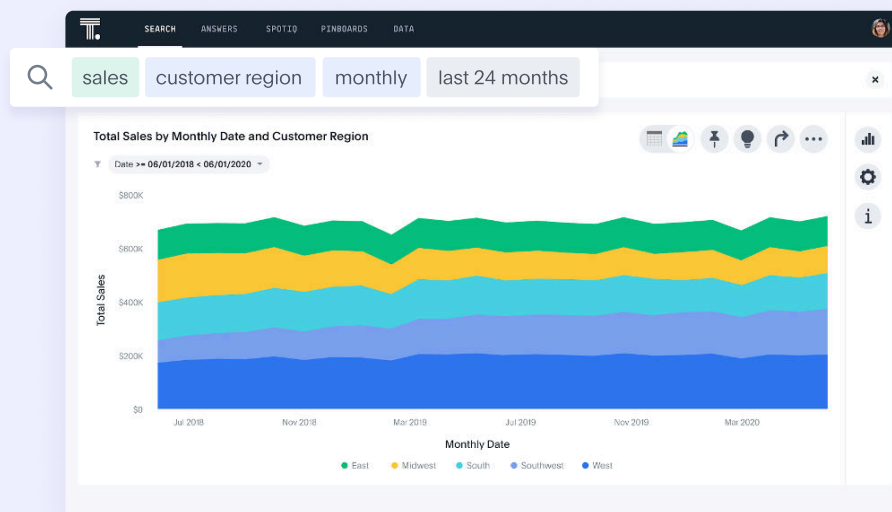 T.
SEARCH ANSWERS SPOTIQ PINBOARDS DATA
sales customer region monthly last 24 months
Total Sales by Monthly Date and Customer Region
Date >= 06/01/2018 < 06/01/2020
$800K
$600K
$400K
$200K
$0
Total Sales
Jul 2018 Nov 2018 Mar 2019 Jul 2019 Nov 2019 Mar 2020
Monthly Date
East Midwest South Southwest West